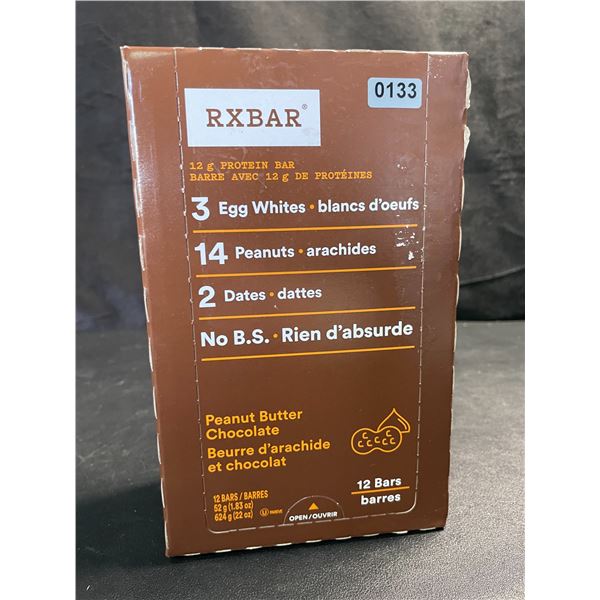 0133
RXBAR®
12 g PROTEIN BAR
BARRE AVEC 12 g DE PROTÉINES
3 Egg Whites • blancs d'oeufs
14 Peanuts • arachides
2 Dates • dattes
No B.S. • Rien d'absurde
Peanut Butter
Chocolate
Beurre d'arachide
et chocolat
12 BARS / BARRES
52 g (1.83 oz)
624 g (22 oz)
U PAREVE
OPEN/OUVRIR
12 Bars
barres